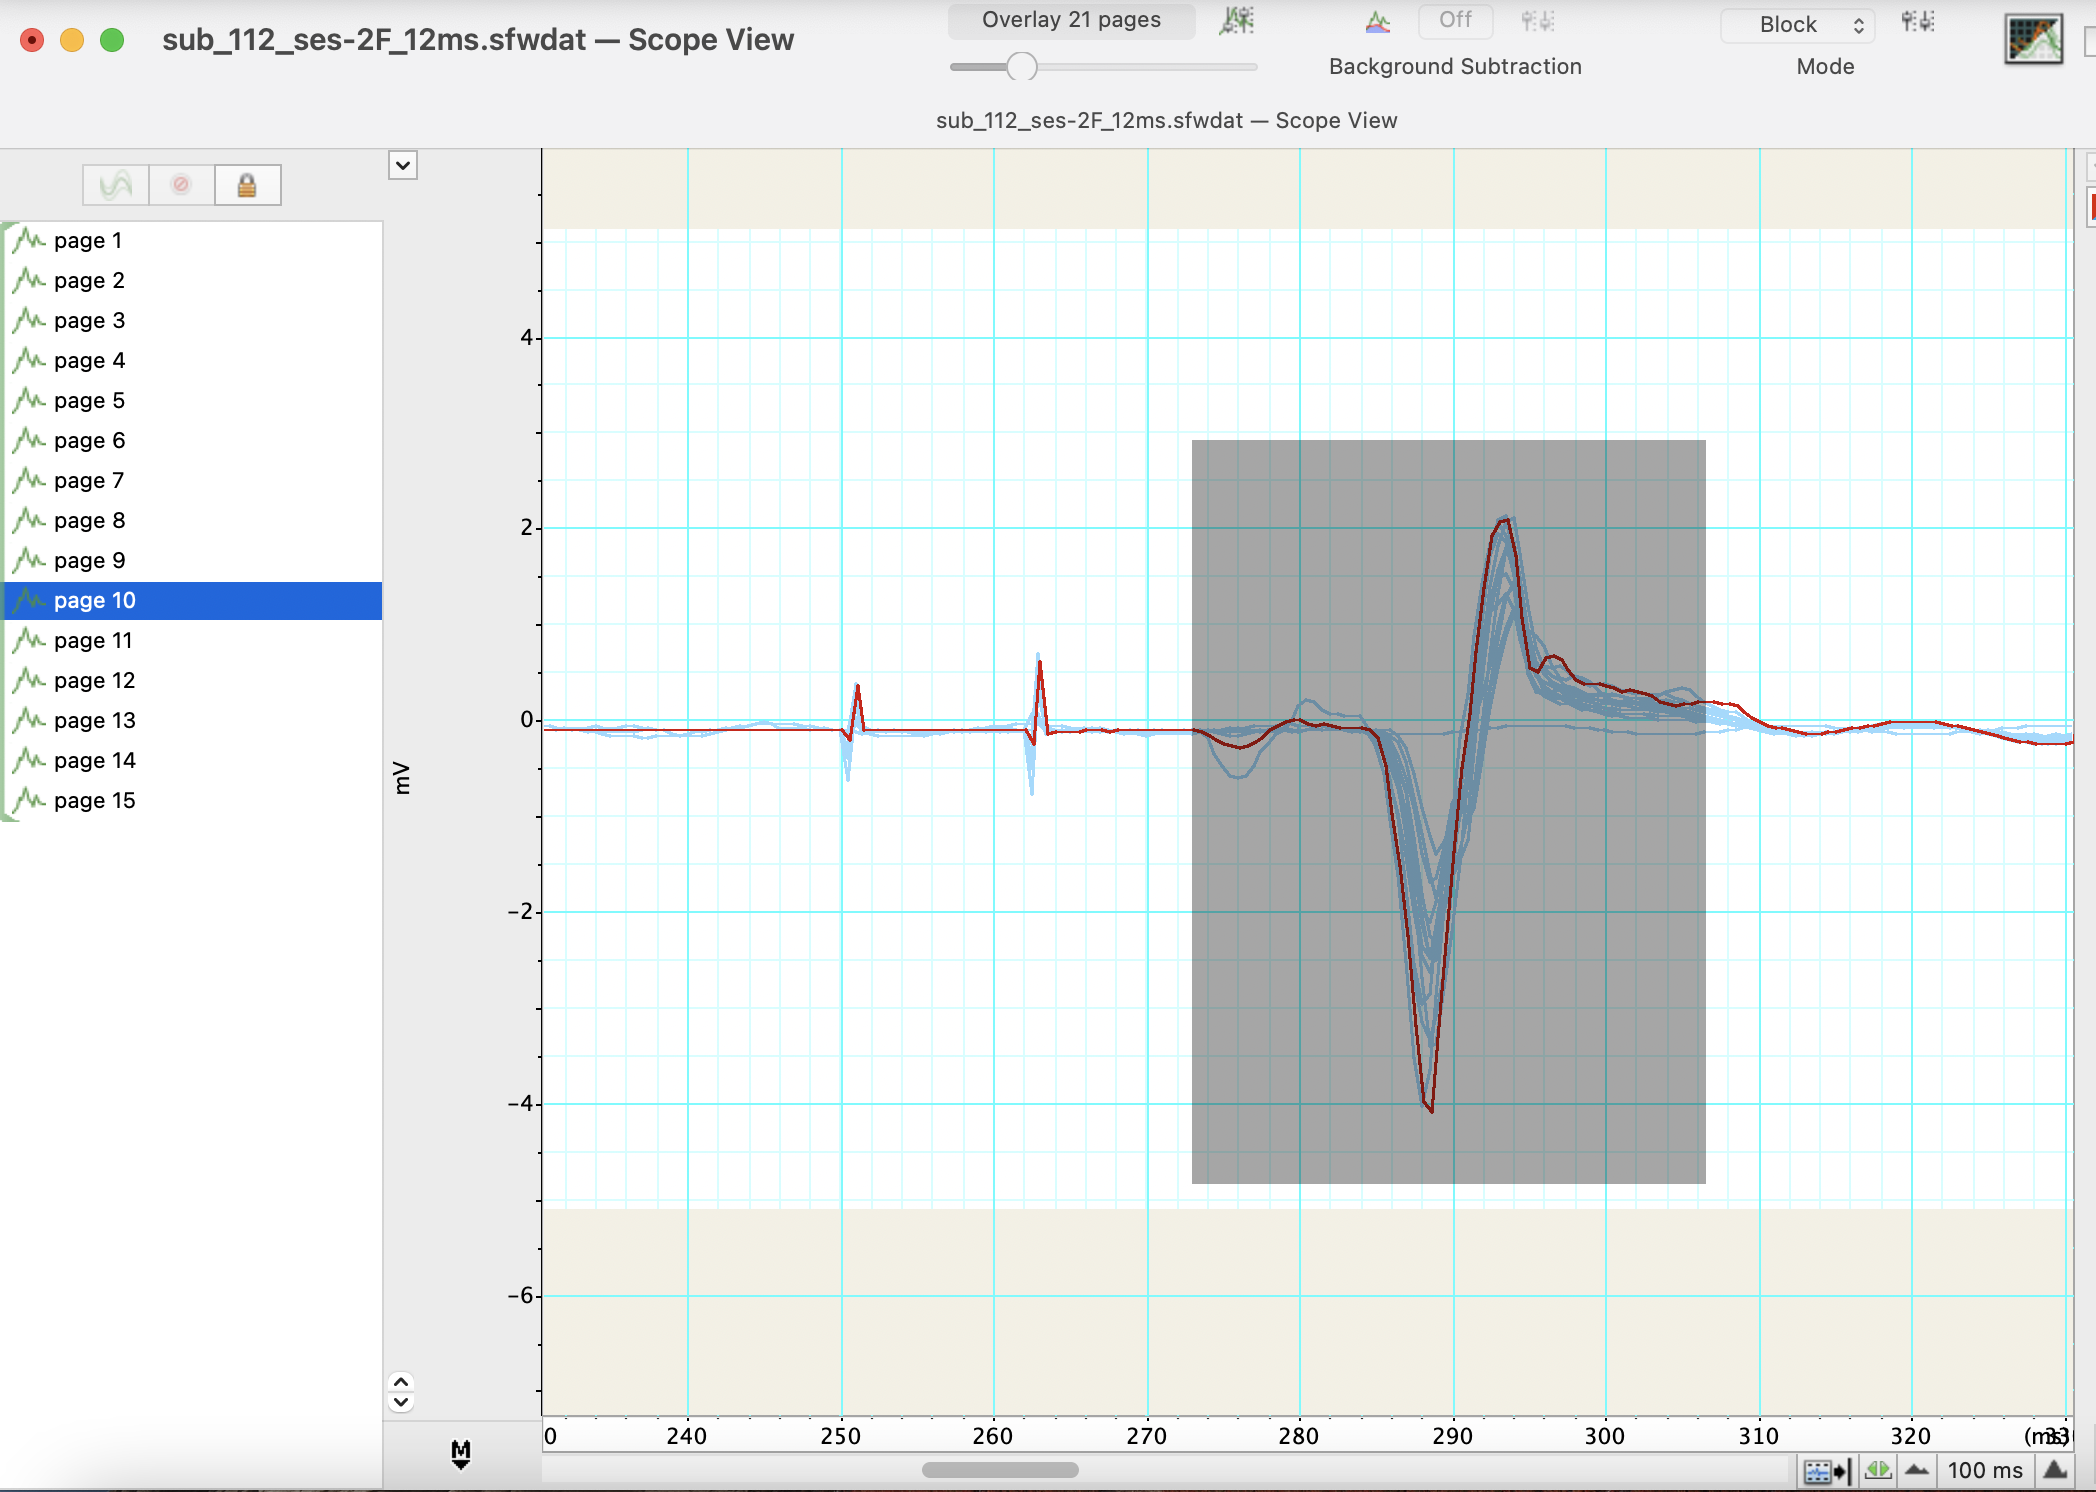 sub_112_ses-2F_12ms.sfwdat — Scope View
Overlay 21 pages
Off
Block
Background Subtraction
Mode
sub_112_ses-2F_12ms.sfwdat — Scope View
page 1
page 2
page 3
page 4
page 5
page 6
page 7
page 8
page 9
page 10
page 11
page 12
page 13
page 14
page 15
mV
4
2
0
−2
−4
−6
M
0 240 250 260 270 280 290 300 310 320 (ms)
100 ms